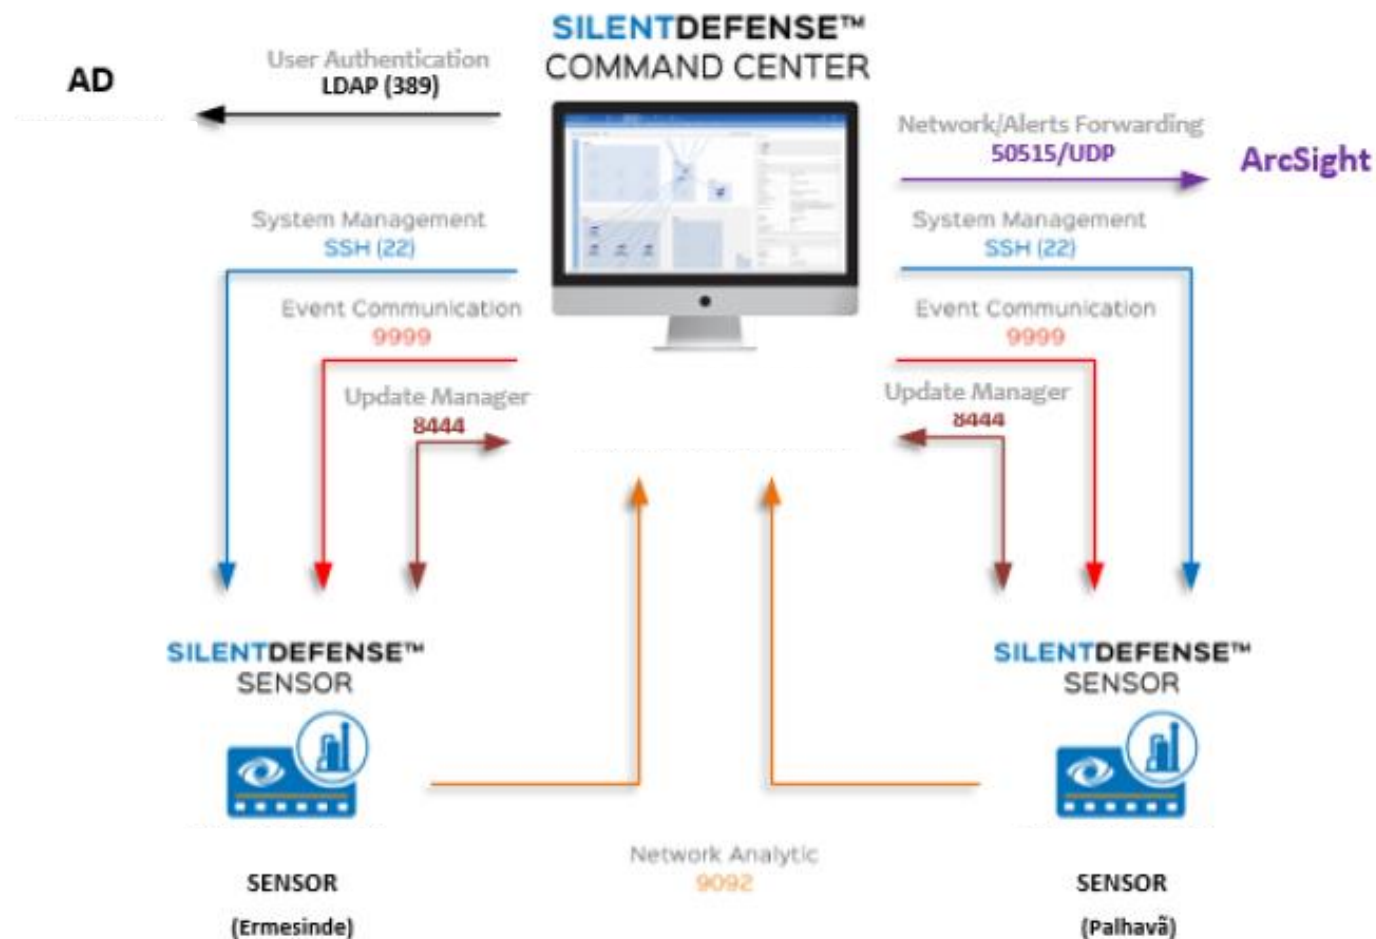 SILENTDEFENSE™
COMMAND CENTER
AD
User Authentication
LDAP (389)
Network/Alerts Forwarding
50515/UDP
ArcSight
System Management
SSH (22)
System Management
SSH (22)
Event Communication
9999
Event Communication
9999
Update Manager
8444
Update Manager
8444
SILENTDEFENSE™
SENSOR
SILENTDEFENSE™
SENSOR
Network Analytic
9092
SENSOR
(Ermesinde)
SENSOR
(Palhavã)